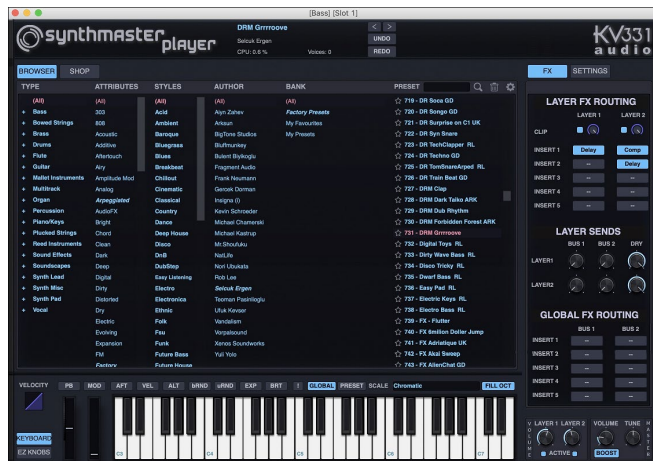 [Bass] [Slot 1]
synthmaster player
DRM Grrrroove
Selcuk Ergen
CPU: 0.6 % Voices: 0
< >
UNDO
REDO
KV331 audio
BROWSER SHOP
FX SETTINGS
TYPE ATTRIBUTES STYLES AUTHOR BANK PRESET
(All) (All) (All) (All) (All) 719 - DR Soca GD
+ Bass 303 Acid Aiyn Zahev Factory Presets 720 - DR Songo GD
+ Bowed Strings 808 Ambient Arksun My Favourites 721 - DR Surprise on C1 UK
+ Brass Acoustic Baroque BigTone Studios My Presets 722 - DR Syn Snare
+ Drums Additive Bluegrass Blufmurkey 723 - DR TechClapper RL
+ Flute Aftertouch Blues Bulent Biyikoglu 724 - DR Techno GD
+ Guitar Airy Breakbeat Fragment Audio 725 - DR TomSnareArped RL
+ Mallet Instruments Amplitude Mod Chillout Frank Neumann 726 - DR Train Beat GD
+ Multitrack Analog Cinematic Gercek Dorman 727 - DRM Clap
+ Organ Arpeggiated Classical Insigna (i) 728 - DRM Dark Taiko ARK
+ Percussion AudioFX Country Kevin Schroeder 729 - DRM Dub Rhythm
+ Piano/Keys Bright Dance Michael Chamenski 730 - DRM Forbidden Forest ARK
+ Plucked Strings Chord Deep House Michael Kastrup 731 - DRM Grrrroove
+ Reed Instruments Clean Disco Mr.Shoufuku 732 - Digital Toys RL
+ Sound Effects Dark DnB NatLife 733 - Dirty Wave Bass RL
+ Soundscapes Deep DubStep Nori Ubukata 734 - Disco Tricky RL
+ Synth Lead Digital Easy Listening Rob Lee 735 - Dwarf Bass RL
+ Synth Misc Dirty Electro Selcuk Ergen 736 - Easy Pad RL
+ Synth Pad Distorted Electronica Teoman Pasinlioglu 737 - Electric Keys RL
+ Vocal Dry Ethnic Ufuk Kevser 738 - Electro Bass RL
Electric Folk Vandalism 739 - FX - Flutter
Evolving Fsu Vorpalsound 740 - FX 6milion Doller Jump
Expansion Funk Xenos Soundworks 741 - FX Adriatique UK
FM Future Bass Yuli Yolo 742 - FX Akai Sweep
Factory Future House 743 - FX AllenChat GD
LAYER FX ROUTING
LAYER 1 LAYER 2
CLIP
INSERT 1 Delay Comp
INSERT 2 -- Delay
INSERT 3 -- --
INSERT 4 -- --
INSERT 5 -- --
LAYER SENDS
BUS 1 BUS 2 DRY
LAYER1
LAYER2
GLOBAL FX ROUTING
BUS 1 BUS 2
INSERT 1 -- --
INSERT 2 -- --
INSERT 3 -- --
INSERT 4 -- --
INSERT 5 -- --
VELOCITY PB MOD AFT VEL ALT bRND uRND EXP BRT ! GLOBAL PRESET SCALE Chromatic FILL OCT
KEYBOARD
EZ KNOBS
C3 C4 C5 C6 C7
VOLUME LAYER 1 LAYER 2 VOLUME TUNE MASTER
ACTIVE BOOST